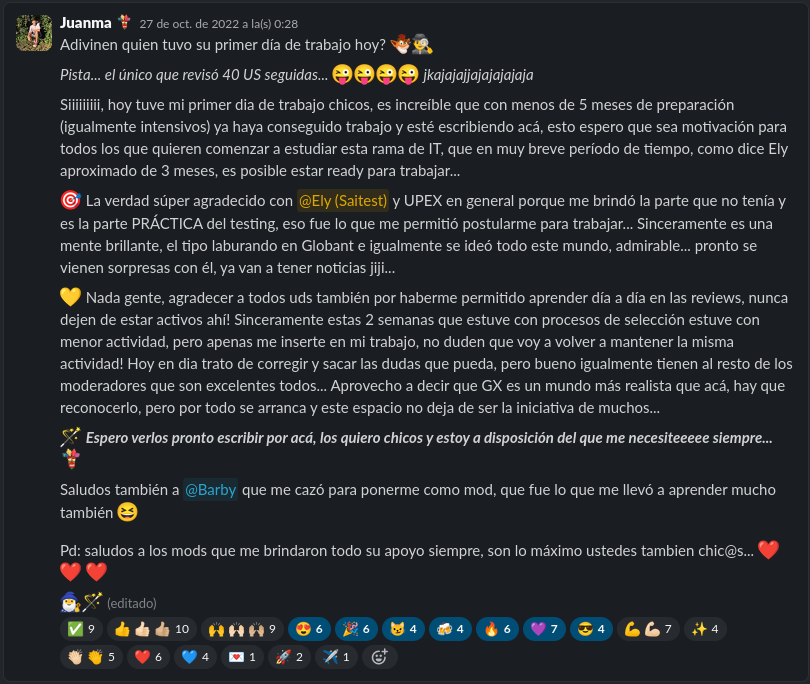 Juanma 27 de oct. de 2022 a la(s) 0:28
Adivinen quien tuvo su primer día de trabajo hoy? 🤠🕵️
Pista... el único que revisó 40 US seguidas... 😜😜😜😜 jkajajajjajajajajaja
Siiiiiiiii, hoy tuve mi primer dia de trabajo chicos, es increíble que con menos de 5 meses de preparación
(igualmente intensivos) ya haya conseguido trabajo y esté escribiendo acá, esto espero que sea motivación para
todos los que quieren comenzar a estudiar esta rama de IT, que en muy breve período de tiempo, como dice Ely
aproximado de 3 meses, es posible estar ready para trabajar...
🎯 La verdad súper agradecido con @Ely (Saitest) y UPEX en general porque me brindó la parte que no tenía y
es la parte PRÁCTICA del testing, eso fue lo que me permitió postularme para trabajar... Sinceramente es una
mente brillante, el tipo laburando en Globant e igualmente se ideó todo este mundo, admirable... pronto se
vienen sorpresas con él, ya van a tener noticias jiji...
💛 Nada gente, agradecer a todos uds también por haberme permitido aprender día a día en las reviews, nunca
dejen de estar activos ahí! Sinceramente estas 2 semanas que estuve con procesos de selección estuve con
menor actividad, pero apenas me inserte en mi trabajo, no duden que voy a volver a mantener la misma
actividad! Hoy en dia trato de corregir y sacar las dudas que pueda, pero bueno igualmente tienen al resto de los
moderadores que son excelentes todos... Aprovecho a decir que GX es un mundo más realista que acá, hay que
reconocerlo, pero por todo se arranca y este espacio no deja de ser la iniciativa de muchos...
🪄 Espero verlos pronto escribir por acá, los quiero chicos y estoy a disposición del que me necesiteeeee siempre...
Saludos también a @Barby que me cazó para ponerme como mod, que fue lo que me llevó a aprender mucho
también 😆
Pd: saludos a los mods que me brindaron todo su apoyo siempre, son lo máximo ustedes tambien chic@s... ❤️
❤️ ❤️
🧙‍♂️🪄 (editado)
✅ 9 👍👍🏻👍🏽 10 🙌🙌🏻🙌🏽 9 😍 6 🎉 6 😺 4 🍻 4 🔥 6 💜 7 😎 4 💪💪🏻 7 ✨ 4
👏🏻👏 5 ❤️ 6 💙 4 💌 1 🚀 2 ✈️ 1